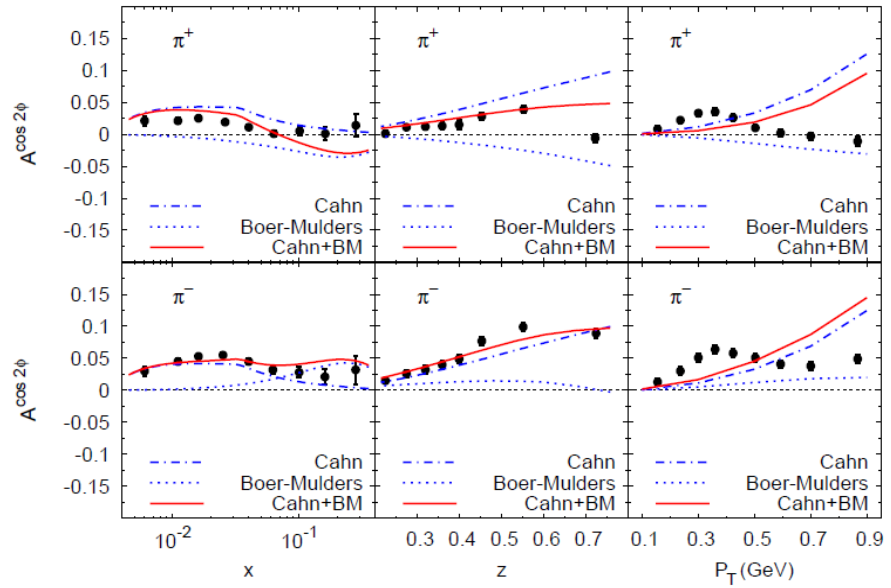 π+ π+ π+
0.15
0.1
0.05
0
-0.05
-0.1
-0.15
A^cos 2ϕ
Cahn Cahn Cahn
Boer-Mulders Boer-Mulders Boer-Mulders
Cahn+BM Cahn+BM Cahn+BM
π− π− π−
0.15
0.1
0.05
0
-0.05
-0.1
-0.15
A^cos 2ϕ
Cahn Cahn Cahn
Boer-Mulders Boer-Mulders Boer-Mulders
Cahn+BM Cahn+BM Cahn+BM
10^-2 10^-1 0.3 0.4 0.5 0.6 0.7 0.1 0.3 0.5 0.7 0.9
x z P_T (GeV)